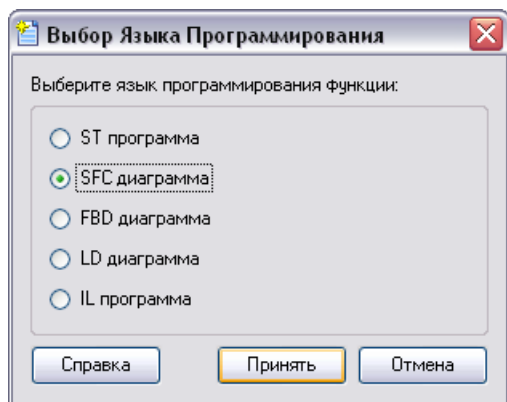 Выбор Языка Программирования
Выберите язык программирования функции:
ST программа
SFC диаграмма
FBD диаграмма
LD диаграмма
IL программа
Справка Принять Отмена